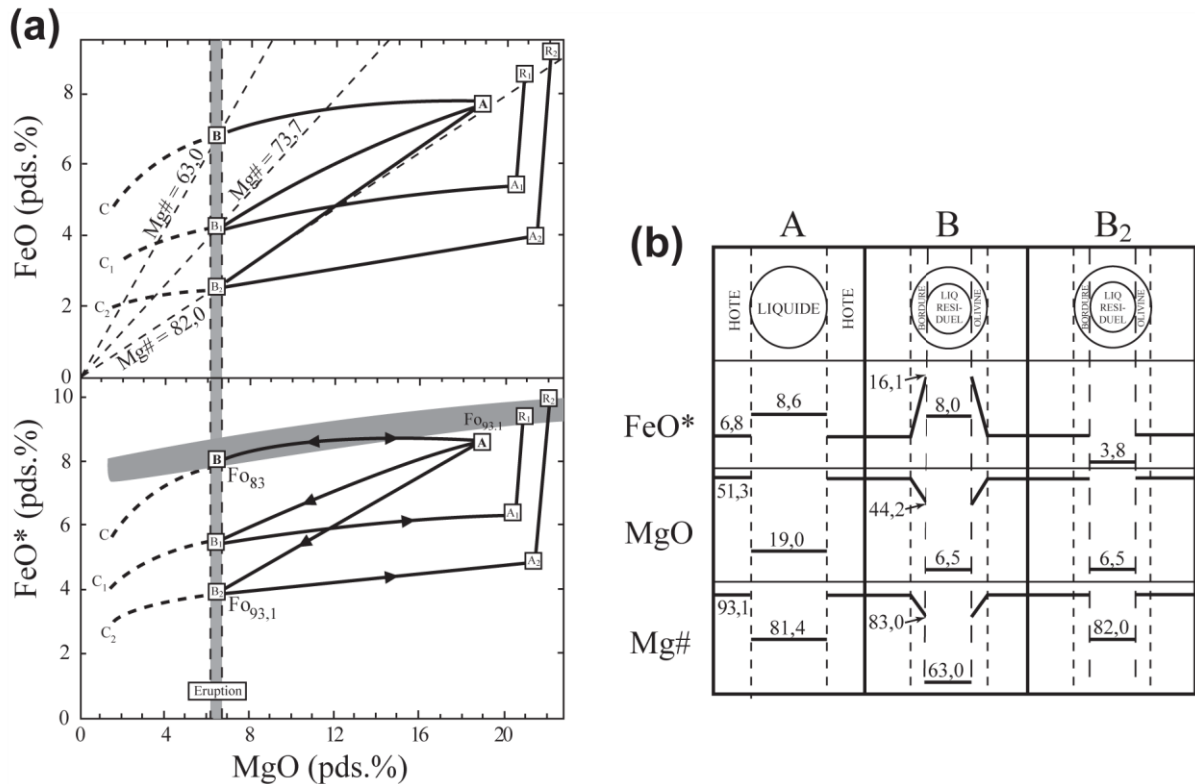 (a)
FeO (pds.%)
8
6
4
2
0
B
A
R1
R2
B1
A1
B2
A2
C
C1
C2
Mg# = 63,0
Mg# = 73,7
Mg# = 82,0
FeO* (pds.%)
10
8
6
4
2
0
B
A
R1
R2
Fo93,1
Fo83
B1
A1
B2
A2
Fo93,1
C
C1
C2
Eruption
0 4 8 12 16 20
MgO (pds.%)
(b)
A B B2
HOTE
LIQUIDE
HOTE
BORDURE
LIQ
RESI-
DUEL
OLIVINE
BORDURE
LIQ
RESI-
DUEL
OLIVINE
FeO*
6,8
8,6
16,1
8,0
3,8
MgO
51,3
19,0
44,2
6,5
6,5
Mg#
93,1
81,4
83,0
63,0
82,0